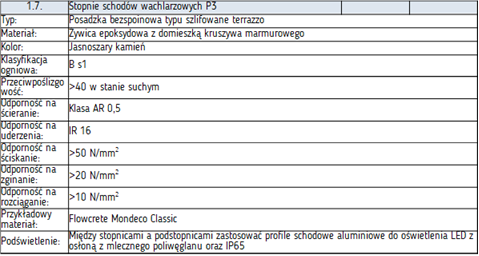 1.7. Stopnie schodów wachlarzowych P3
Typ: Posadzka bezspoinowa typu szlifowane terrazzo
Materiał: Żywica epoksydowa z domieszką kruszywa marmurowego
Kolor: Jasnoszary kamień
Klasyfikacja
ogniowa: B s1
Przeciwpoślizgo
wość: >40 w stanie suchym
Odporność na
ścieranie: Klasa AR 0,5
Odporność na
uderzenia: IR 16
Odporność na
ściskanie: >50 N/mm²
Odporność na
zginanie: >20 N/mm²
Odporność na
rozciąganie: >10 N/mm²
Przykładowy
materiał: Flowcrete Mondeco Classic
Podświetlenie: Między stopnicami a podstopnicami zastosować profile schodowe aluminiowe do oświetlenia LED z
osłoną z mlecznego poliwęglanu oraz IP65